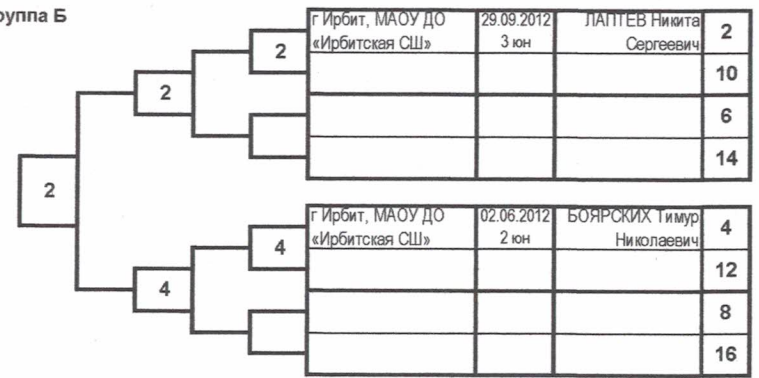 руппа Б
г Ирбит, МАОУ ДО 29.09.2012 ЛАПТЕВ Никита 2
«Ирбитская СШ» 3 юн Сергеевич
2
10
2
6
14
2
г Ирбит, МАОУ ДО 02.06.2012 БОЯРСКИХ Тимур 4
«Ирбитская СШ» 2 юн Николаевич
4
12
4
8
16